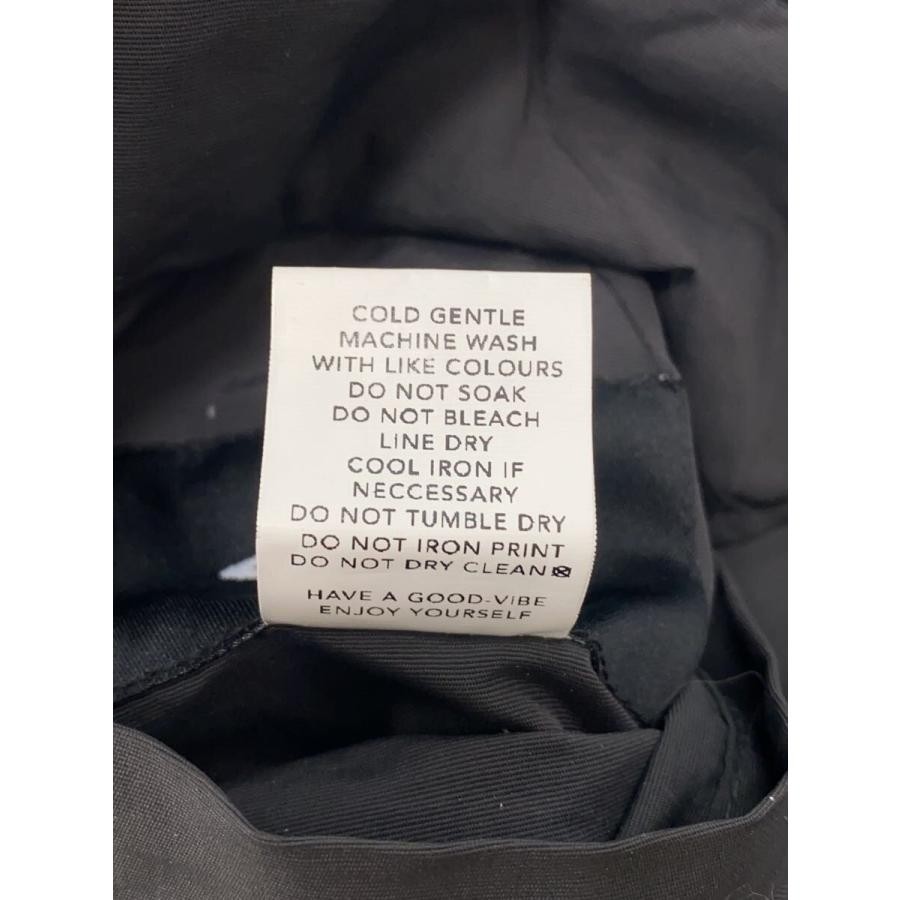 COLD GENTLE
MACHINE WASH
WITH LIKE COLOURS
DO NOT SOAK
DO NOT BLEACH
LINE DRY
COOL IRON IF
NECCESSARY
DO NOT TUMBLE DRY
DO NOT IRON PRINT
DO NOT DRY CLEAN
HAVE A GOOD-VIBE
ENJOY YOURSELF